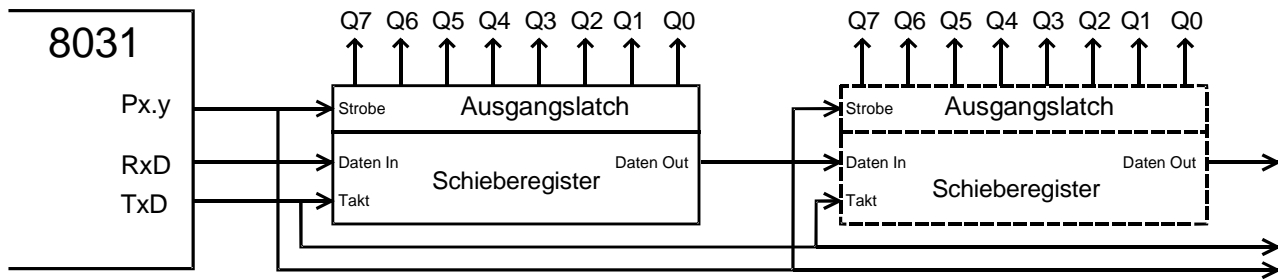 Q7 Q6 Q5 Q4 Q3 Q2 Q1 Q0 Q7 Q6 Q5 Q4 Q3 Q2 Q1 Q0
8031
Px.y Strobe Ausgangslatch Strobe Ausgangslatch
RxD Daten In Daten Out Daten In Daten Out
Schieberegister Schieberegister
TxD Takt Takt